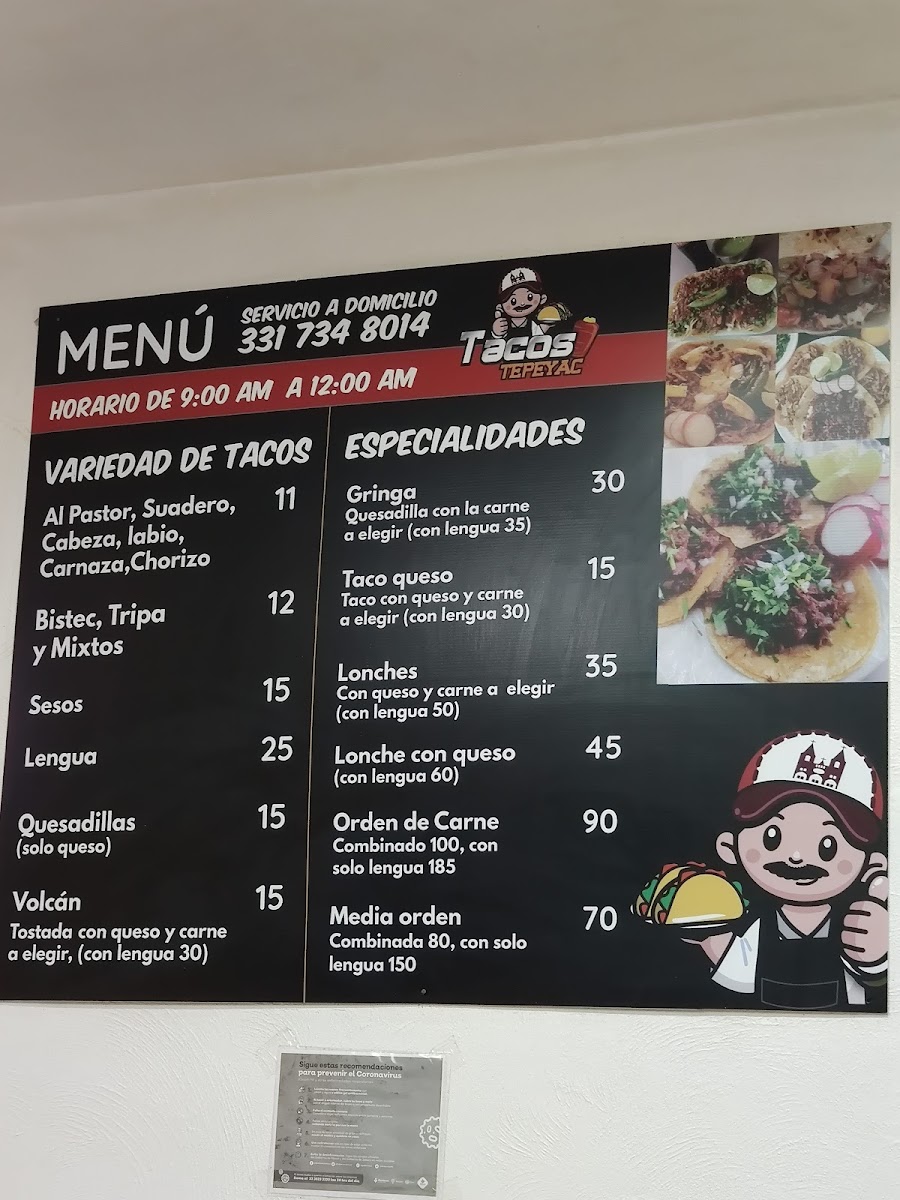 MENÚ
SERVICIO A DOMICILIO
331 734 8014
Tacos
TEPEYAC
HORARIO DE 9:00 AM A 12:00 AM
VARIEDAD DE TACOS
Al Pastor, Suadero, 11
Cabeza, labio,
Carnaza,Chorizo
Bistec, Tripa 12
y Mixtos
Sesos 15
Lengua 25
Quesadillas 15
(solo queso)
Volcán 15
Tostada con queso y carne
a elegir, (con lengua 30)
ESPECIALIDADES
Gringa 30
Quesadilla con la carne
a elegir (con lengua 35)
Taco queso 15
Taco con queso y carne
a elegir (con lengua 30)
Lonches 35
Con queso y carne a elegir
(con lengua 50)
Lonche con queso 45
(con lengua 60)
Orden de Carne 90
Combinado 100, con
solo lengua 185
Media orden 70
Combinada 80, con solo
lengua 150
Sigue estas recomendaciones
para prevenir el Coronavirus